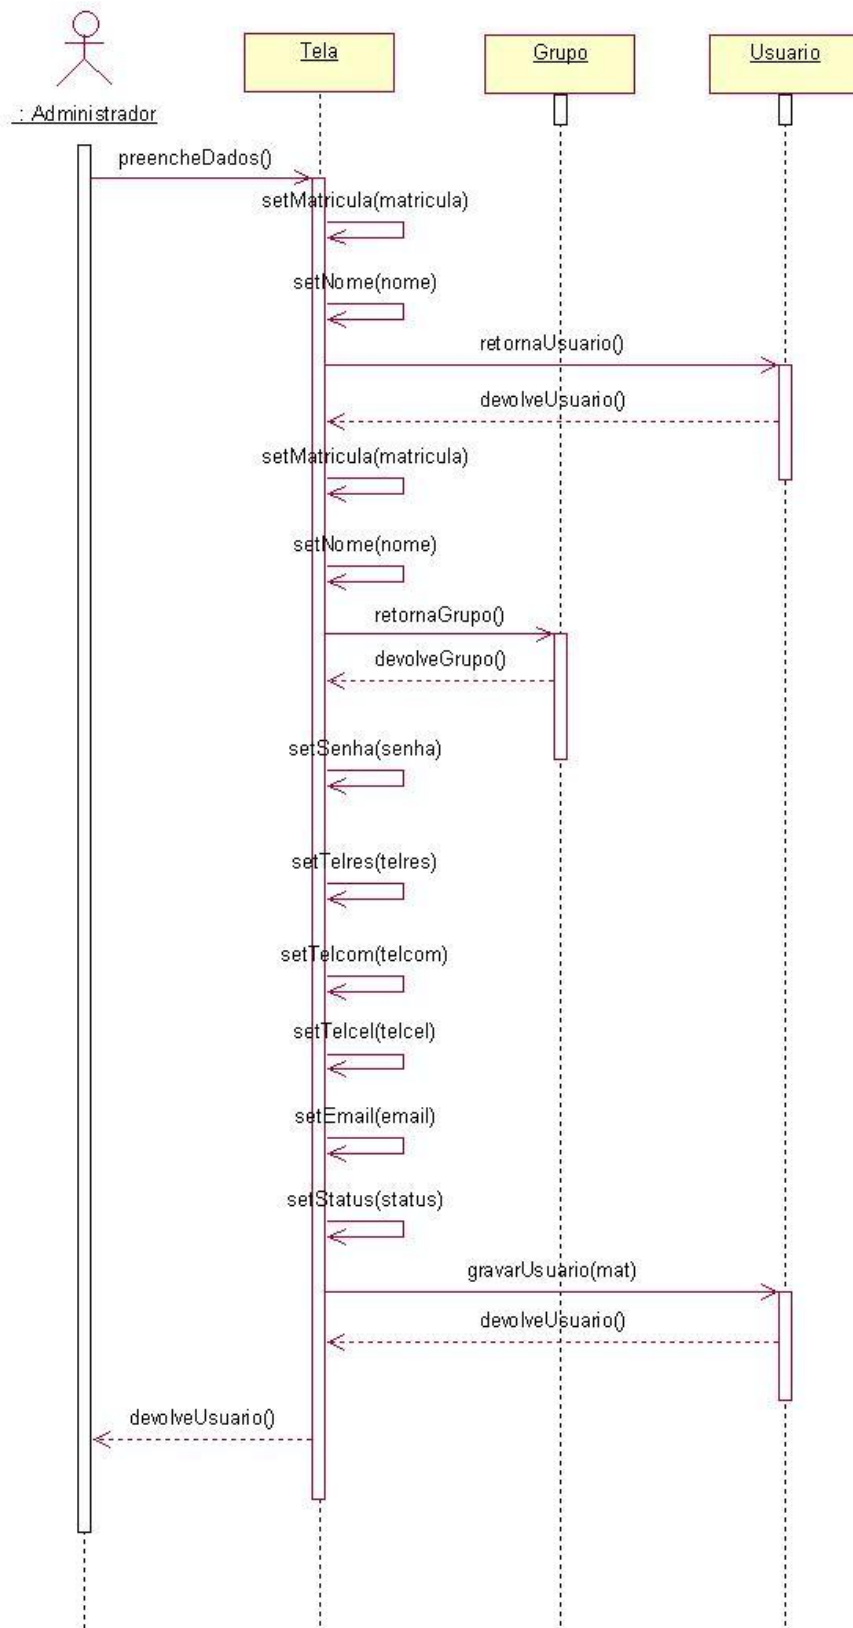 Tela
Grupo
Usuario
: Administrador
preencheDados()
setMatricula(matricula)
setNome(nome)
retornaUsuario()
devolveUsuario()
setMatricula(matricula)
setNome(nome)
retornaGrupo()
devolveGrupo()
setSenha(senha)
setTelres(telres)
setTelcom(telcom)
setTelcel(telcel)
setEmail(email)
setStatus(status)
gravarUsuario(mat)
devolveUsuario()
devolveUsuario()